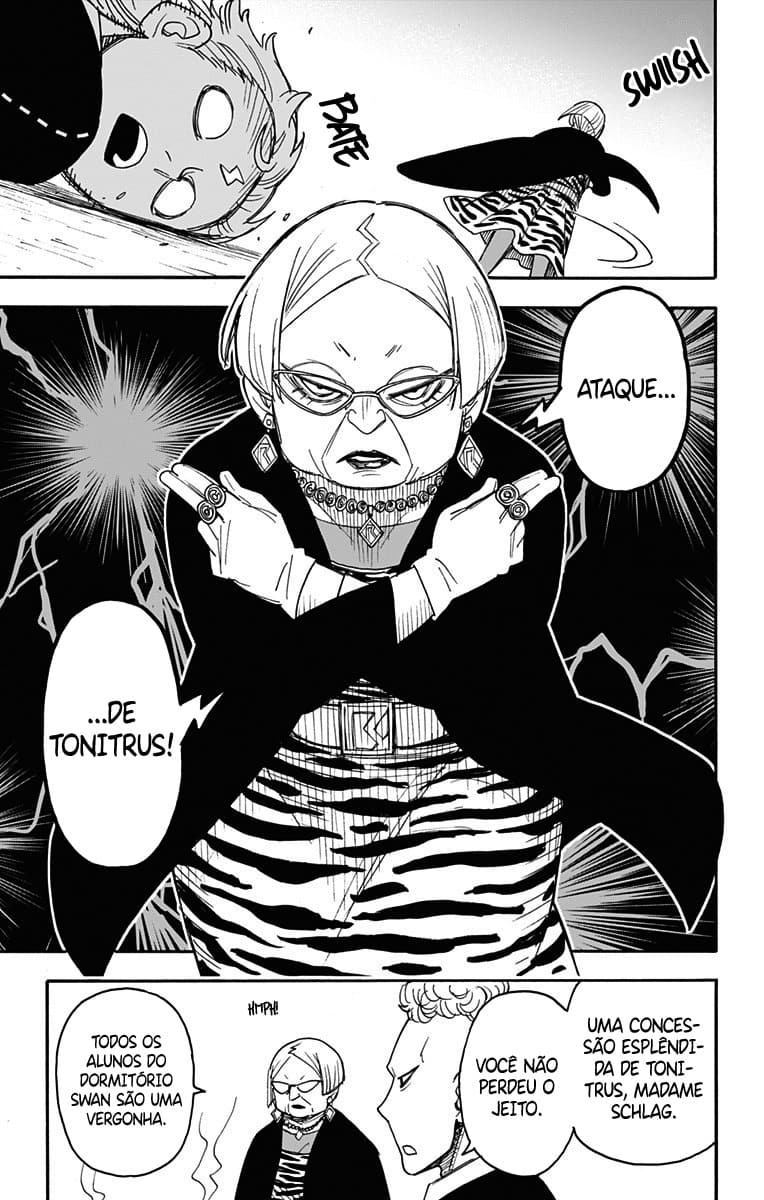 SWIISH
BATE
ATAQUE...
...DE
TONITRUS!
UMA CONCES-
SÃO ESPLÊNDI-
DA DE TONI-
TRUS, MADAME
SCHLAG.
VOCÊ NÃO
PERDEU O
JEITO.
HMPH!
TODOS OS
ALUNOS DO
DORMITÓRIO
SWAN SÃO UMA
VERGONHA.